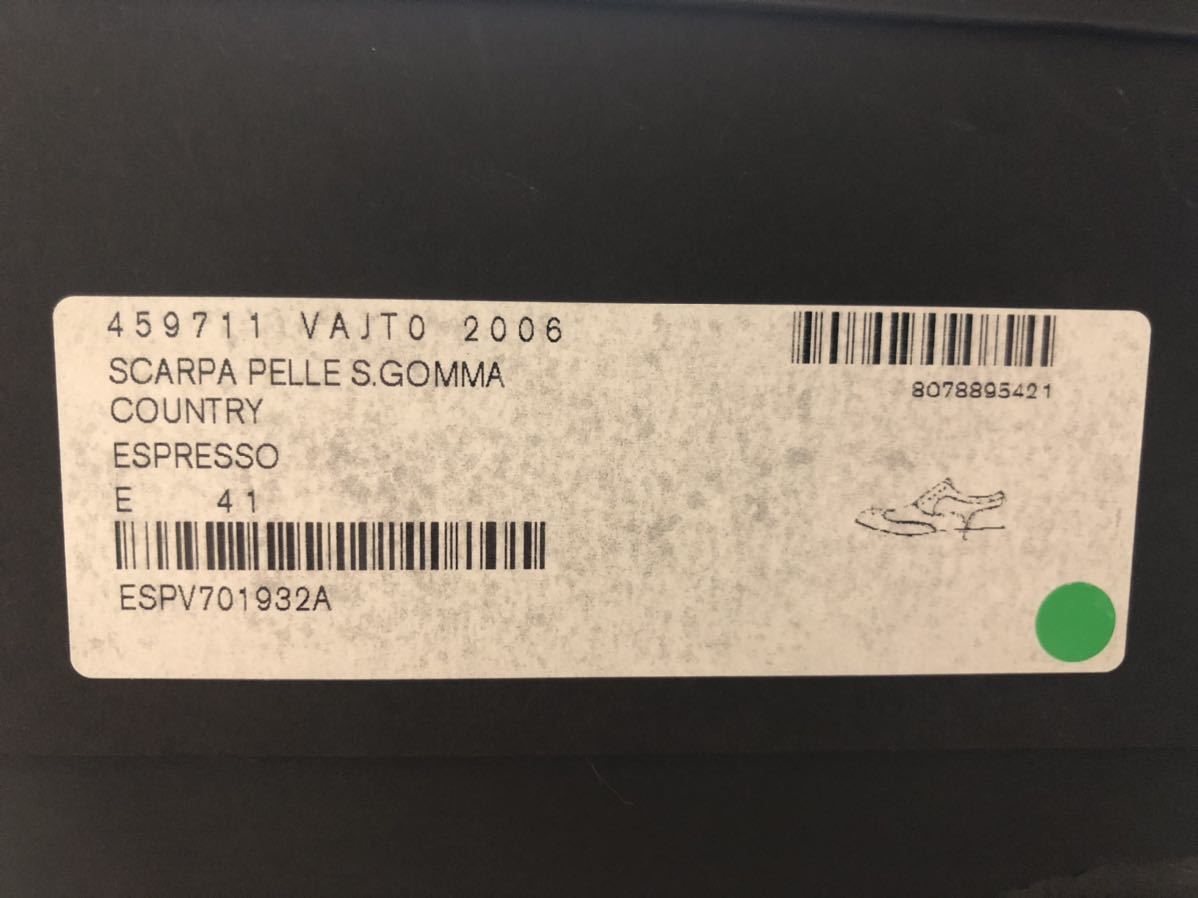 459711 VAJT0 2006
SCARPA PELLE S.GOMMA
COUNTRY
ESPRESSO
E 41
ESPV701932A
8078895421